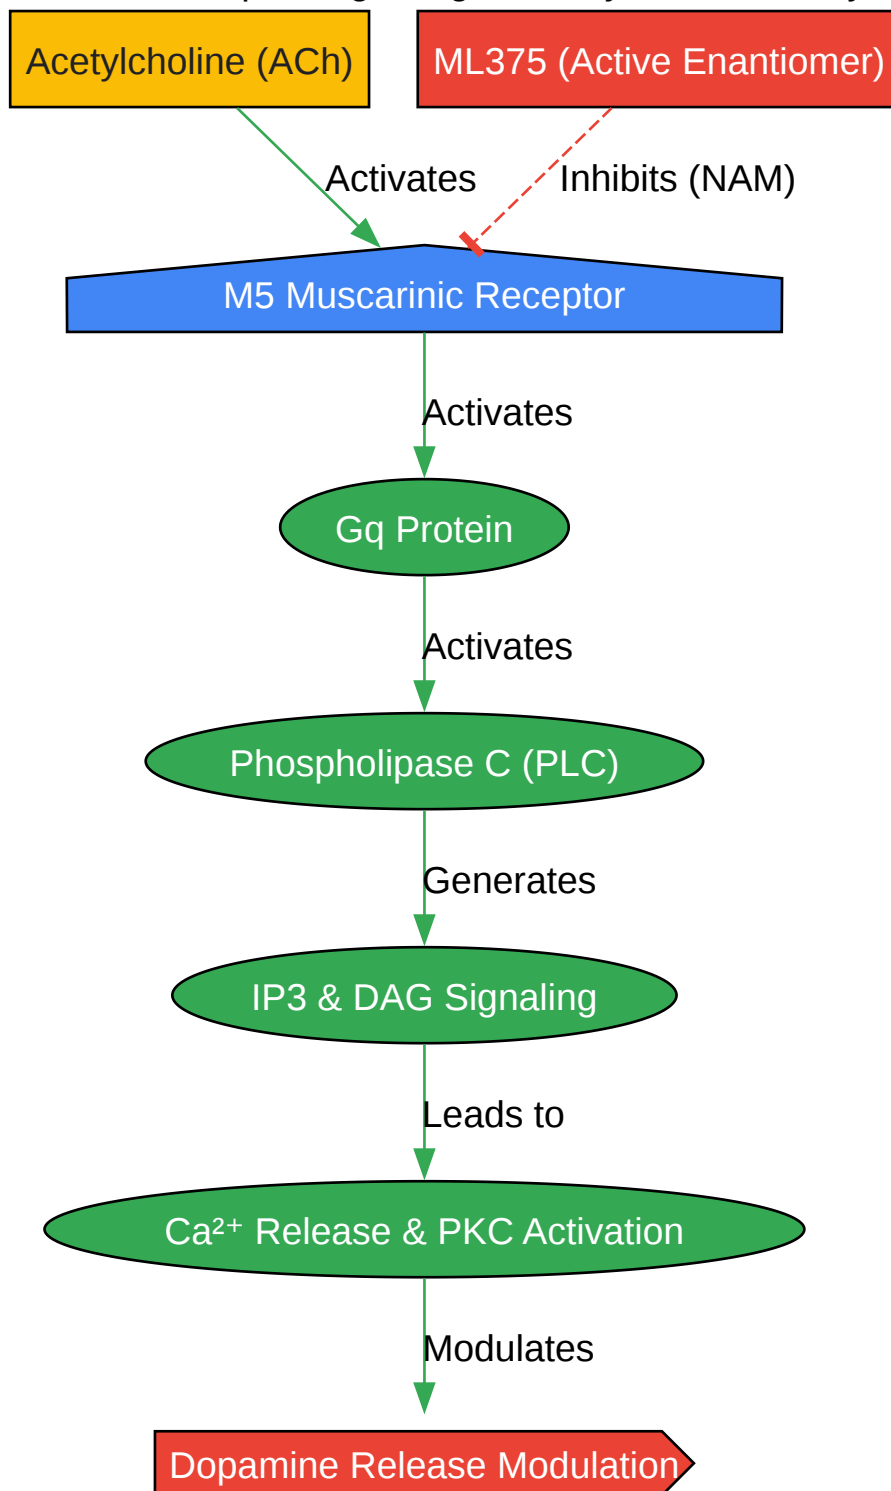 Acetylcholine (ACh)
ML375 (Active Enantiomer)
Activates
Inhibits (NAM)
M5 Muscarinic Receptor
Activates
Gq Protein
Activates
Phospholipase C (PLC)
Generates
IP3 & DAG Signaling
Leads to
Ca²⁺ Release & PKC Activation
Modulates
Dopamine Release Modulation